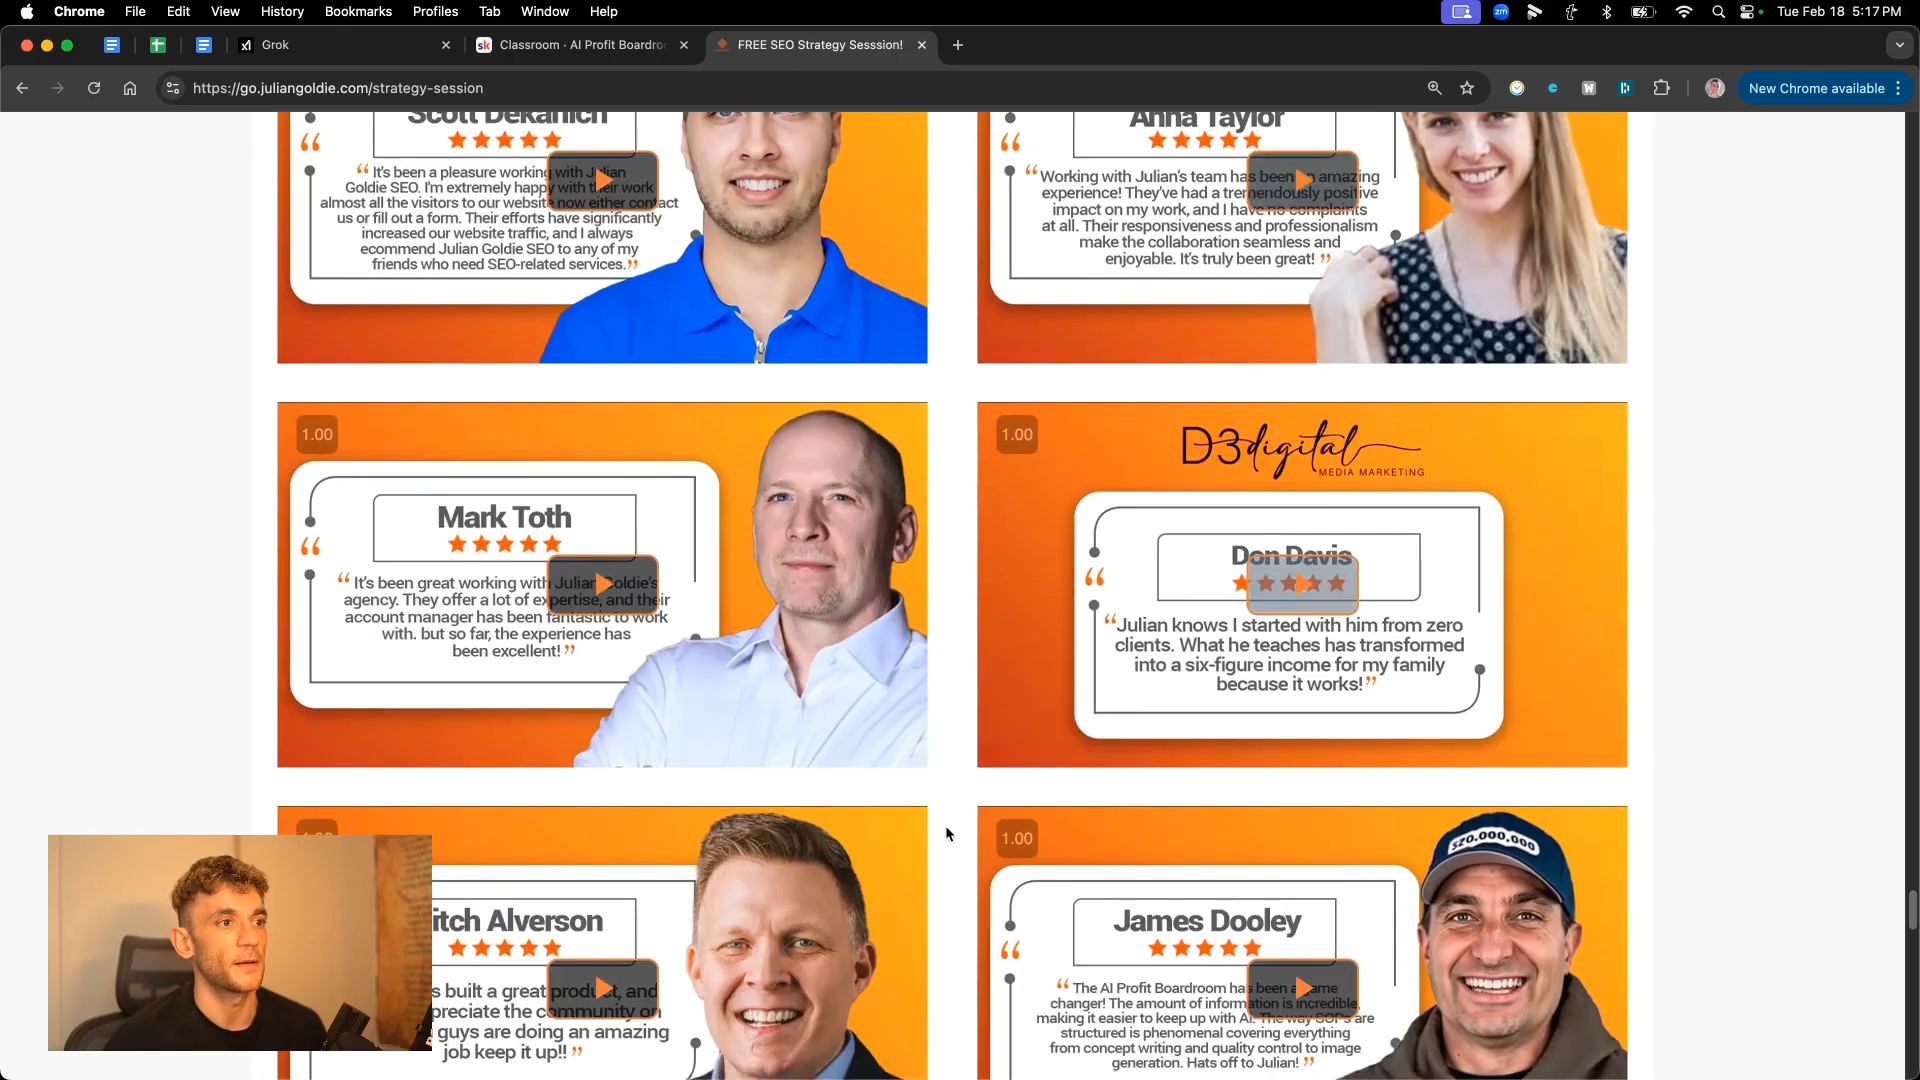 Chrome File Edit View History Bookmarks Profiles Tab Window Help
zm
Tue Feb 18 5:17 PM
Grok
sk Classroom · AI Profit Boardroo
FREE SEO Strategy Sesssion!
https://go.juliangoldie.com/strategy-session
New Chrome available
Scott Dekanich
“ It's been a pleasure working with Julian
Goldie SEO. I'm extremely happy with their work
almost all the visitors to our website now either contact
us or fill out a form. Their efforts have significantly
increased our website traffic, and I always
ecommend Julian Goldie SEO to any of my
friends who need SEO-related services.”
Anna Taylor
“ Working with Julian's team has been an amazing
experience! They've had a tremendously positive
impact on my work, and I have no complaints
at all. Their responsiveness and professionalism
make the collaboration seamless and
enjoyable. It's truly been great! ”
1.00
Mark Toth
“ It's been great working with Julian Goldie's
agency. They offer a lot of expertise, and their
account manager has been fantastic to work
with. but so far, the experience has
been excellent! ”
1.00
D3digital
MEDIA MARKETING
Don Davis
“Julian knows I started with him from zero
clients. What he teaches has transformed
into a six-figure income for my family
because it works!”
1.00
itch Alverson
s built a great product, and
preciate the community on
guys are doing an amazing
job keep it up!! ”
1.00
$20.000.000
James Dooley
“ The AI Profit Boardroom has been a game
changer! The amount of information is incredible,
making it easier to keep up with AI. The way SOPs are
structured is phenomenal covering everything
from concept writing and quality control to image
generation. Hats off to Julian! ”